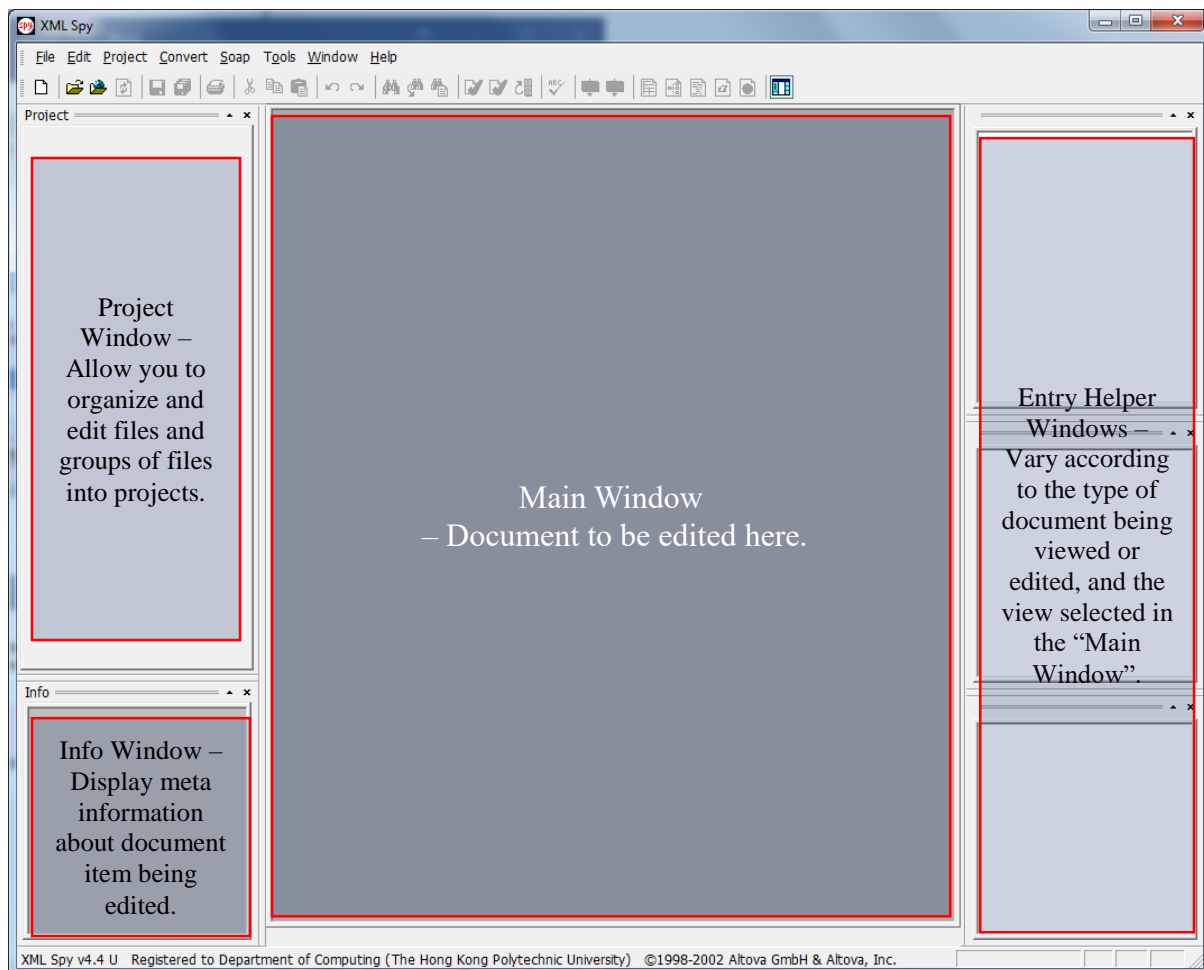 XML Spy
File Edit Project Convert Soap Tools Window Help
ABC
a
Project
Project
Window –
Allow you to
organize and
edit files and
groups of files
into projects.
Info
Info Window –
Display meta
information
about document
item being
edited.
Main Window
– Document to be edited here.
Entry Helper
Windows –
Vary according
to the type of
document being
viewed or
edited, and the
view selected in
the “Main
Window”.
XML Spy v4.4 U Registered to Department of Computing (The Hong Kong Polytechnic University) ©1998-2002 Altova GmbH & Altova, Inc.